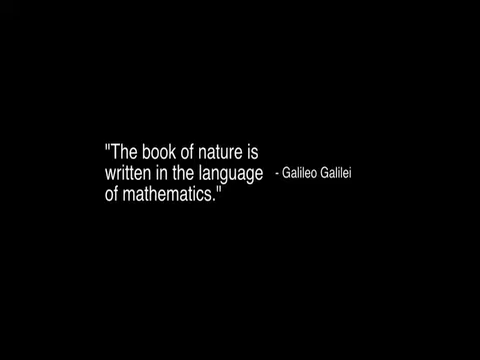 "The book of nature is
written in the language
of mathematics."
- Galileo Galilei